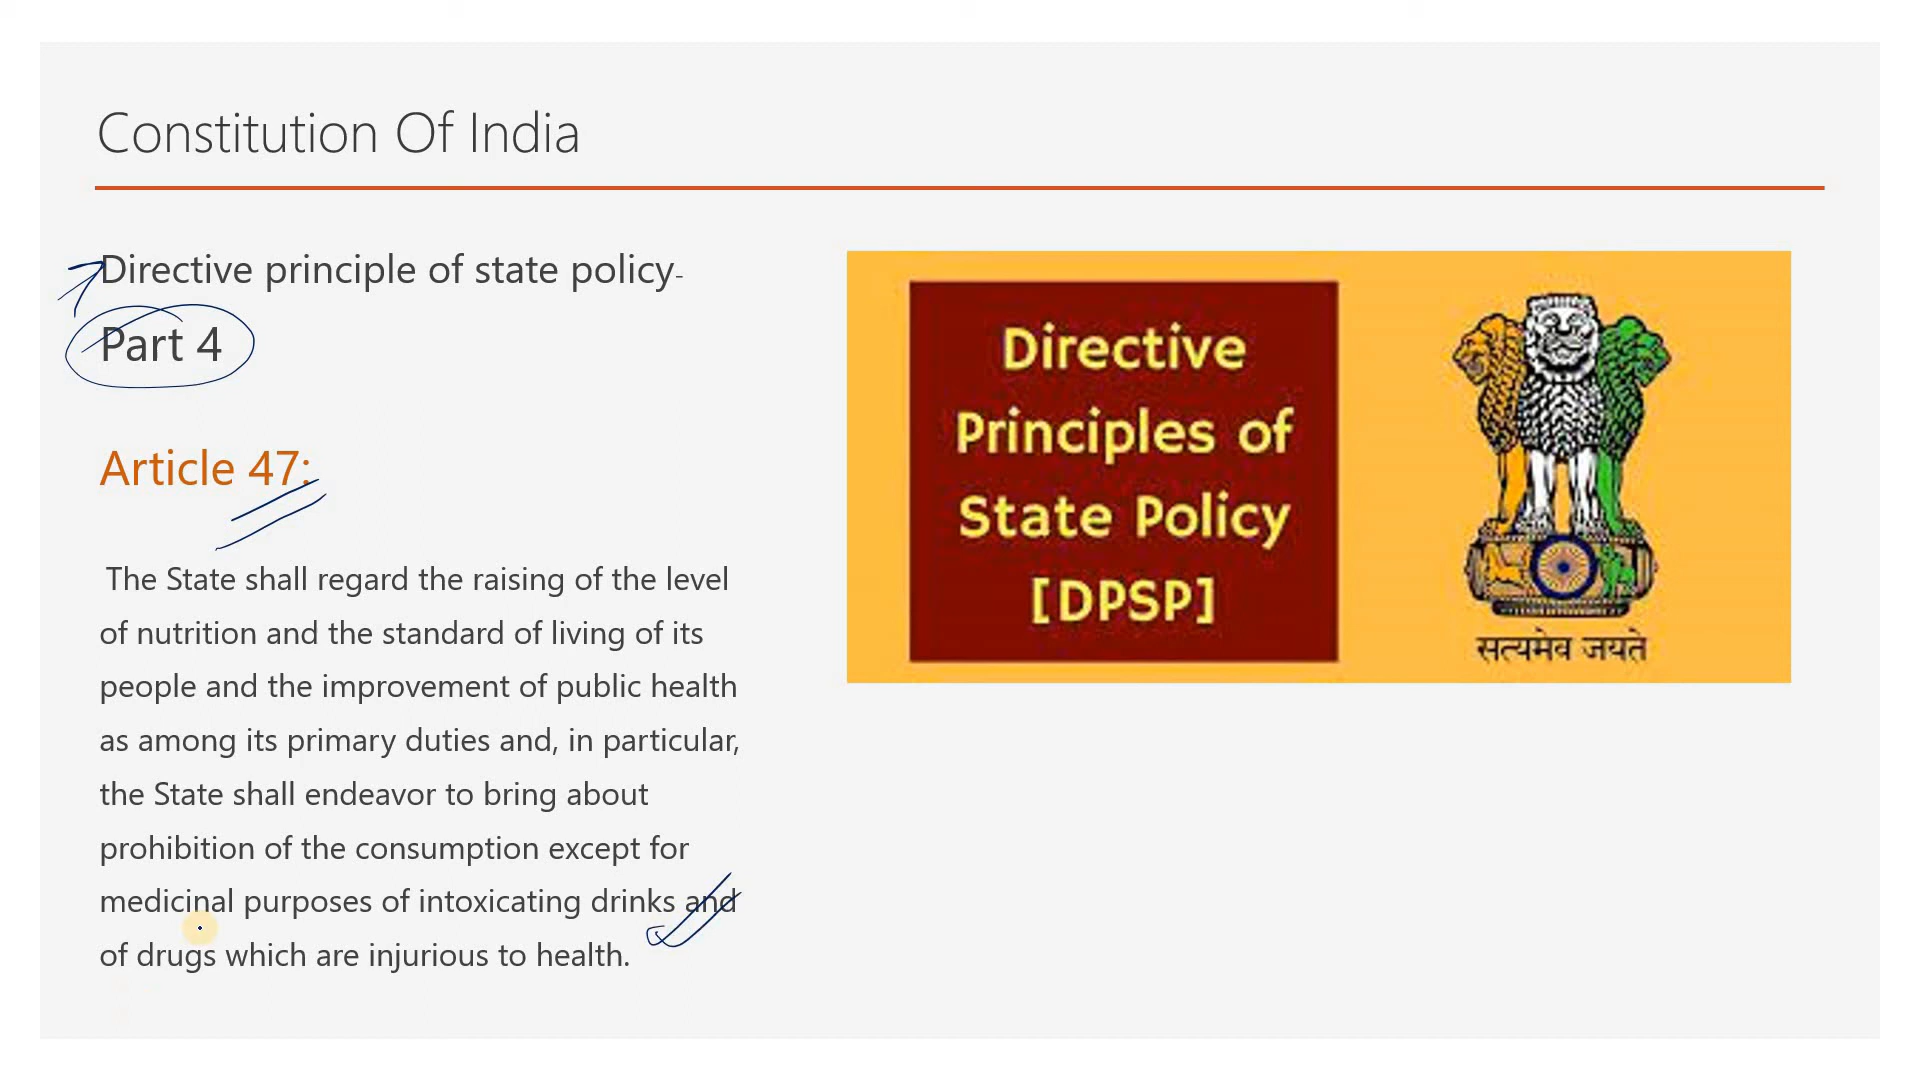 Constitution Of India
Directive principle of state policy-
Part 4
Article 47:
The State shall regard the raising of the level
of nutrition and the standard of living of its
people and the improvement of public health
as among its primary duties and, in particular,
the State shall endeavor to bring about
prohibition of the consumption except for
medicinal purposes of intoxicating drinks and
of drugs which are injurious to health.
Directive
Principles of
State Policy
[DPSP]
सत्यमेव जयते